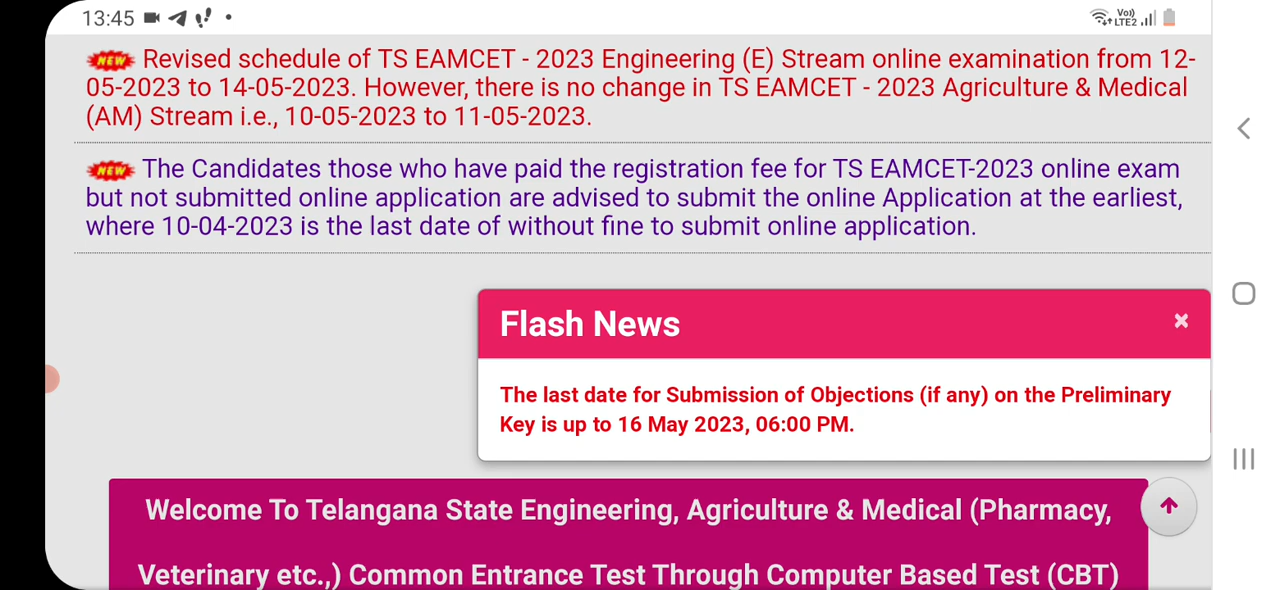 13:45
Vo))
LTE2
NEW Revised schedule of TS EAMCET - 2023 Engineering (E) Stream online examination from 12-
05-2023 to 14-05-2023. However, there is no change in TS EAMCET - 2023 Agriculture & Medical
(AM) Stream i.e., 10-05-2023 to 11-05-2023.
NEW The Candidates those who have paid the registration fee for TS EAMCET-2023 online exam
but not submitted online application are advised to submit the online Application at the earliest,
where 10-04-2023 is the last date of without fine to submit online application.
Flash News ×
The last date for Submission of Objections (if any) on the Preliminary
Key is up to 16 May 2023, 06:00 PM.
Welcome To Telangana State Engineering, Agriculture & Medical (Pharmacy,
Veterinary etc.,) Common Entrance Test Through Computer Based Test (CBT)